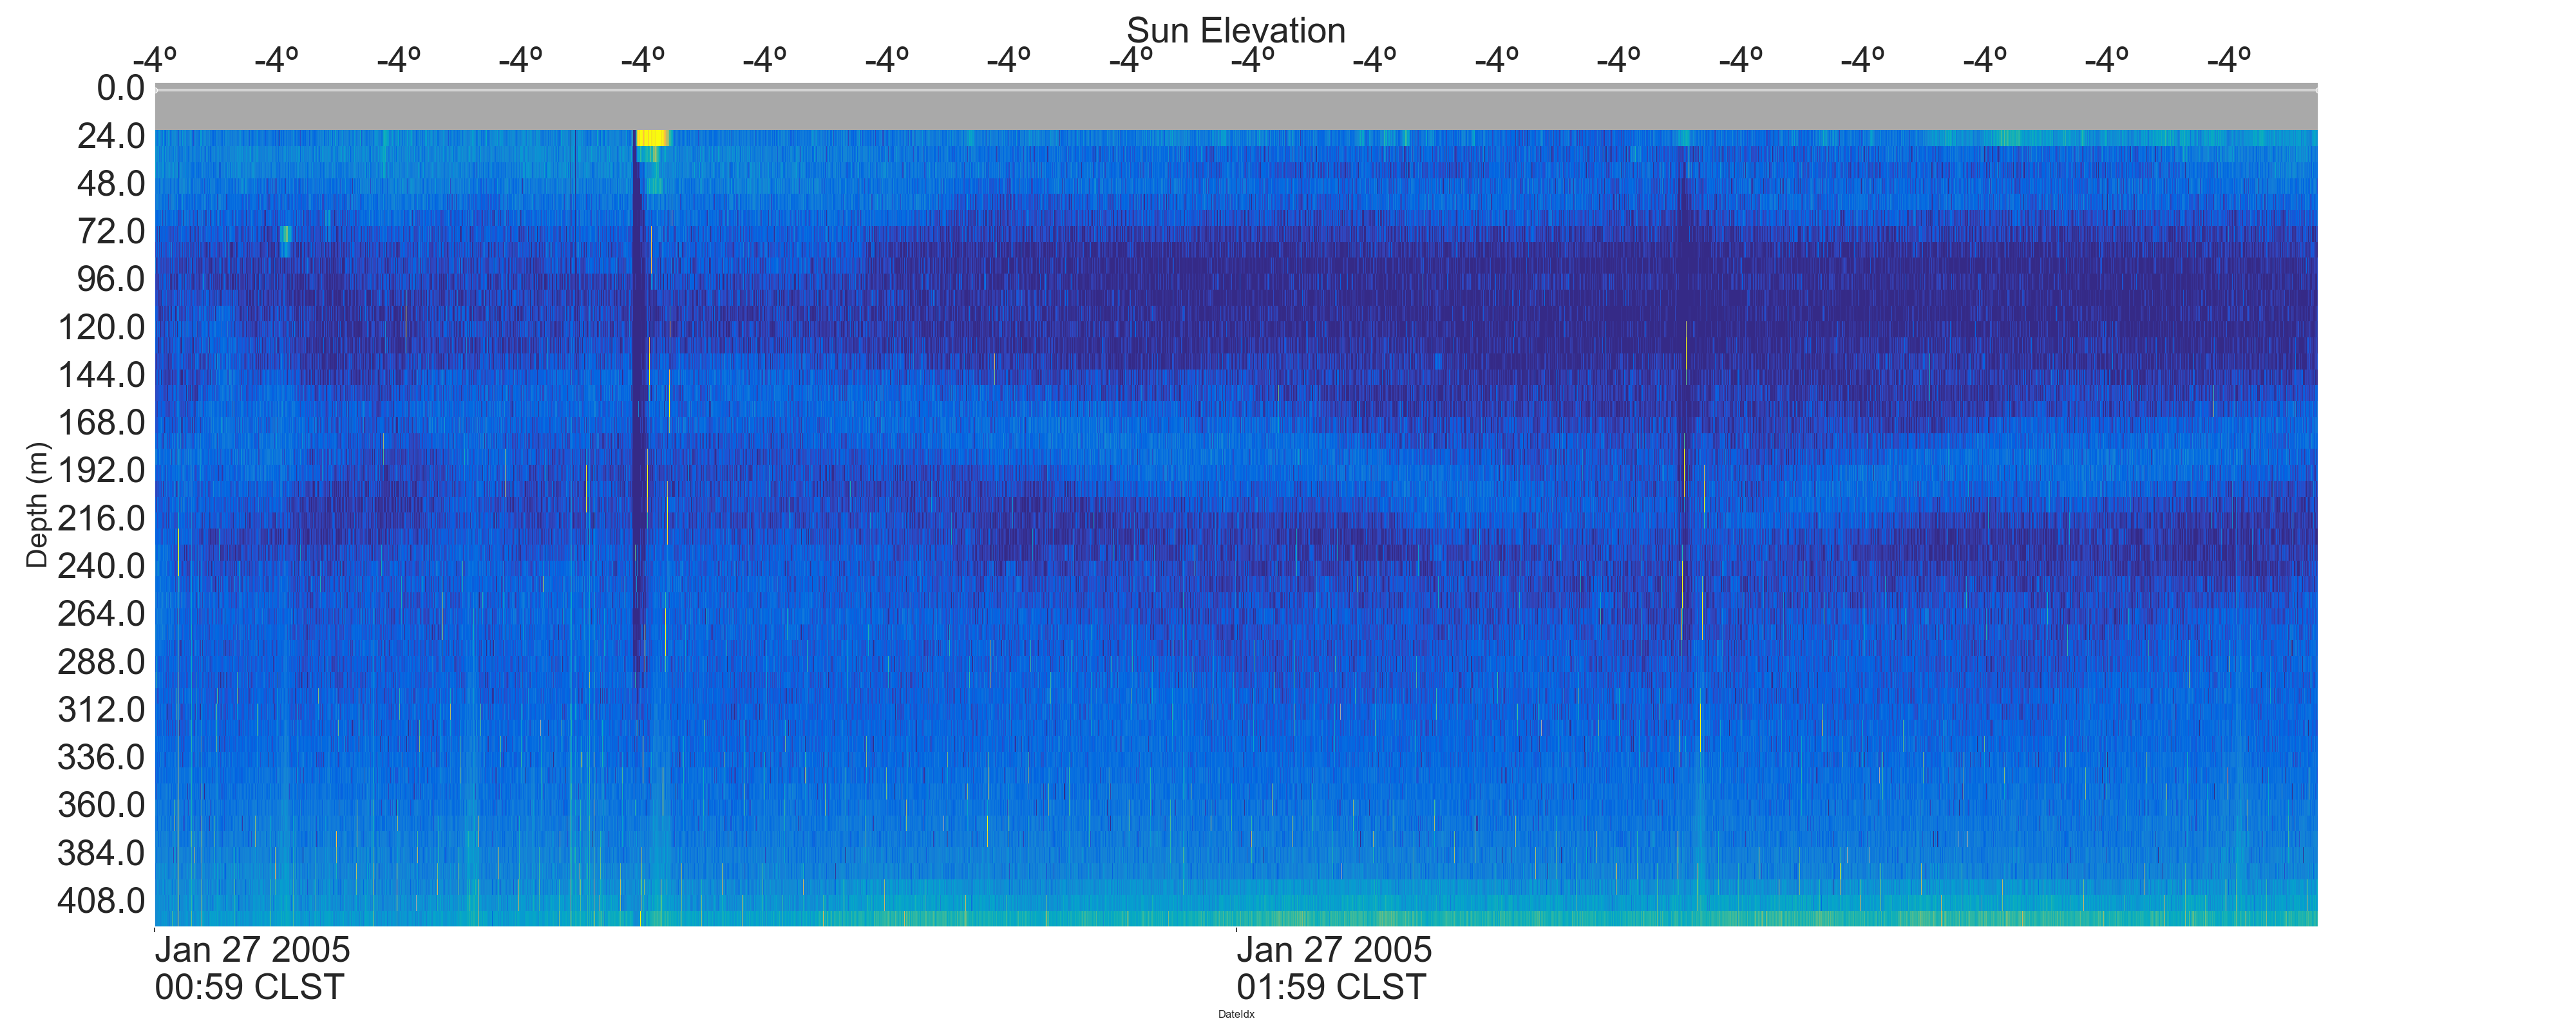 Sun Elevation
-4º -4º -4º -4º -4º -4º -4º -4º -4º -4º -4º -4º -4º -4º -4º -4º -4º -4º
0.0
24.0
48.0
72.0
96.0
120.0
144.0
168.0
192.0
216.0
240.0
264.0
288.0
312.0
336.0
360.0
384.0
408.0
Depth (m)
Jan 27 2005
00:59 CLST
Jan 27 2005
01:59 CLST
DateIdx